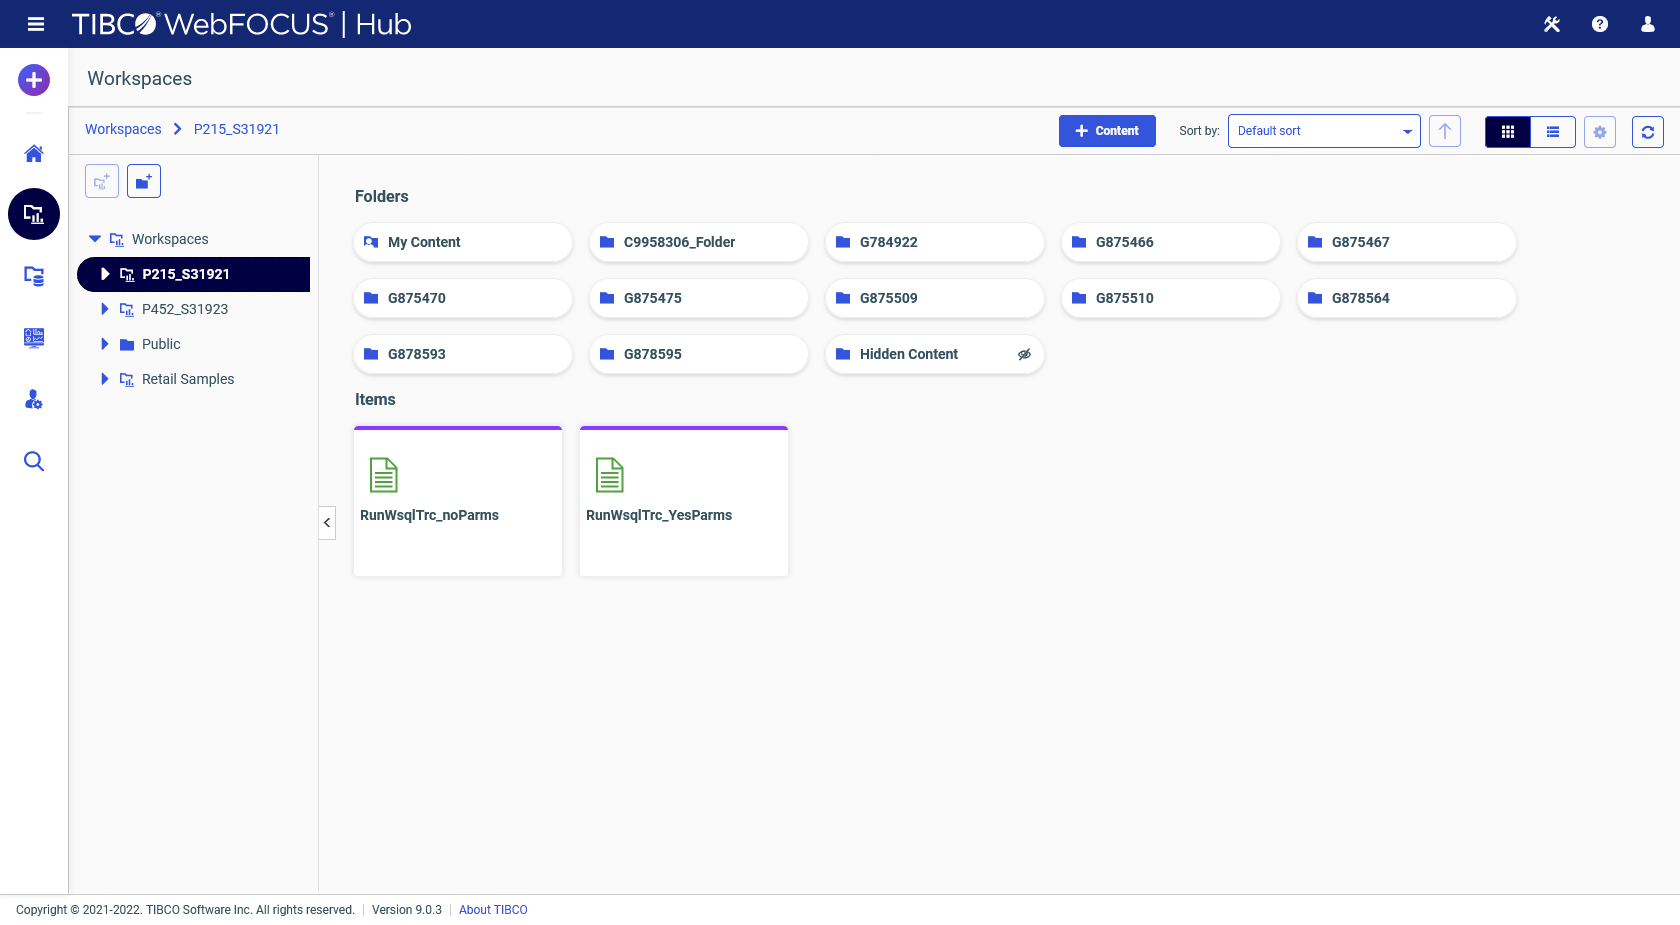 TIBCO® WebFOCUS® | Hub
Workspaces
Workspaces P215_S31921
Content
Sort by: Default sort
Workspaces
P215_S31921
P452_S31923
Public
Retail Samples
Folders
My Content C9958306_Folder G784922 G875466 G875467
G875470 G875475 G875509 G875510 G878564
G878593 G878595 Hidden Content
Items
RunWsqlTrc_noParms RunWsqlTrc_YesParms
Copyright © 2021-2022. TIBCO Software Inc. All rights reserved. Version 9.0.3 About TIBCO